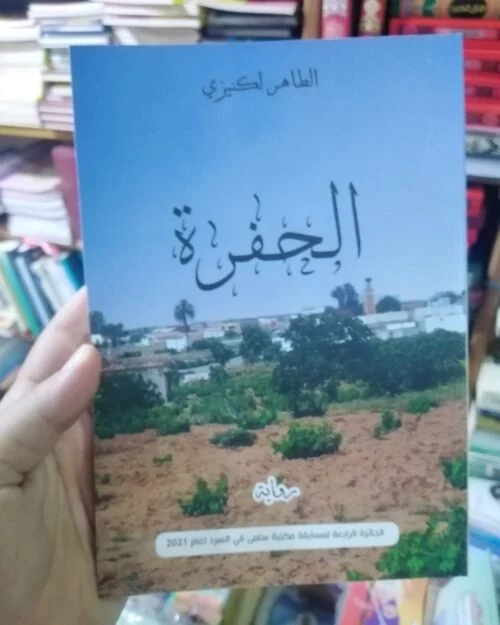 الطاهر لكنيزي
الحفرة
رواية
الجائزة الرابعة لمسابقة مكتبة سلمى في السرد لعام 2021